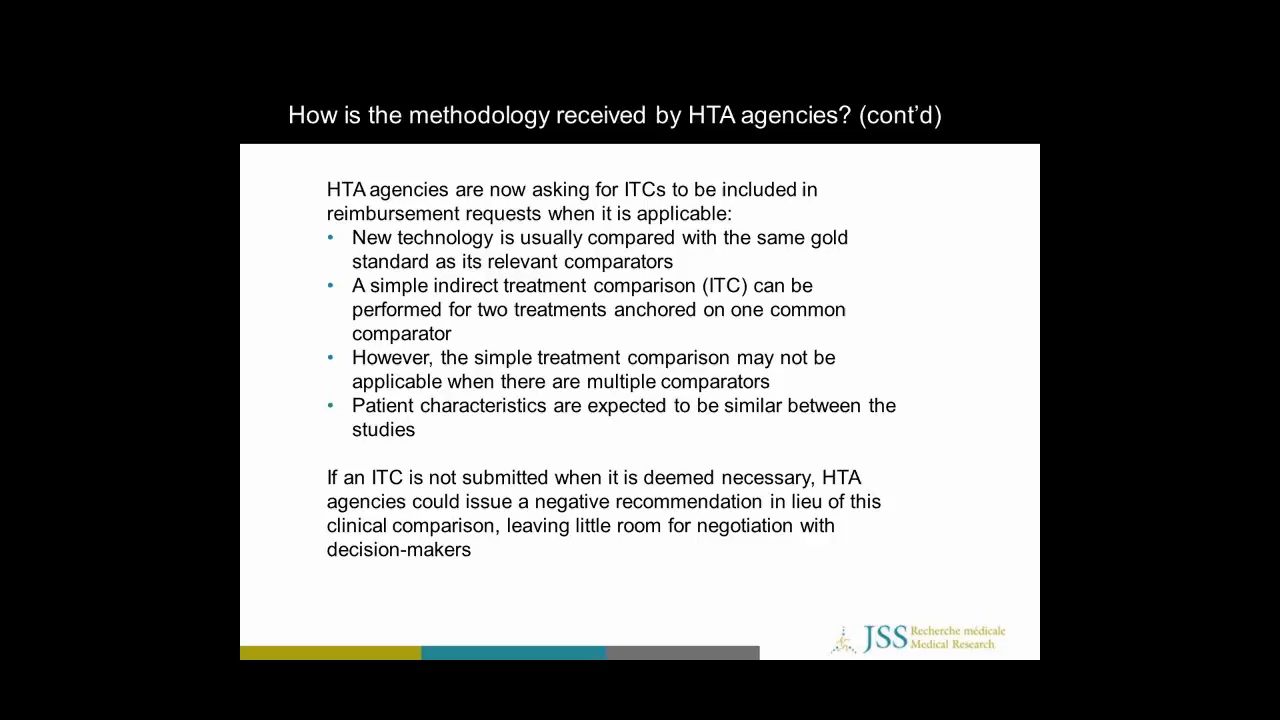 How is the methodology received by HTA agencies? (cont’d)
HTA agencies are now asking for ITCs to be included in
reimbursement requests when it is applicable:
• New technology is usually compared with the same gold
standard as its relevant comparators
• A simple indirect treatment comparison (ITC) can be
performed for two treatments anchored on one common
comparator
• However, the simple treatment comparison may not be
applicable when there are multiple comparators
• Patient characteristics are expected to be similar between the
studies
If an ITC is not submitted when it is deemed necessary, HTA
agencies could issue a negative recommendation in lieu of this
clinical comparison, leaving little room for negotiation with
decision-makers
JSS Recherche médicale
Medical Research